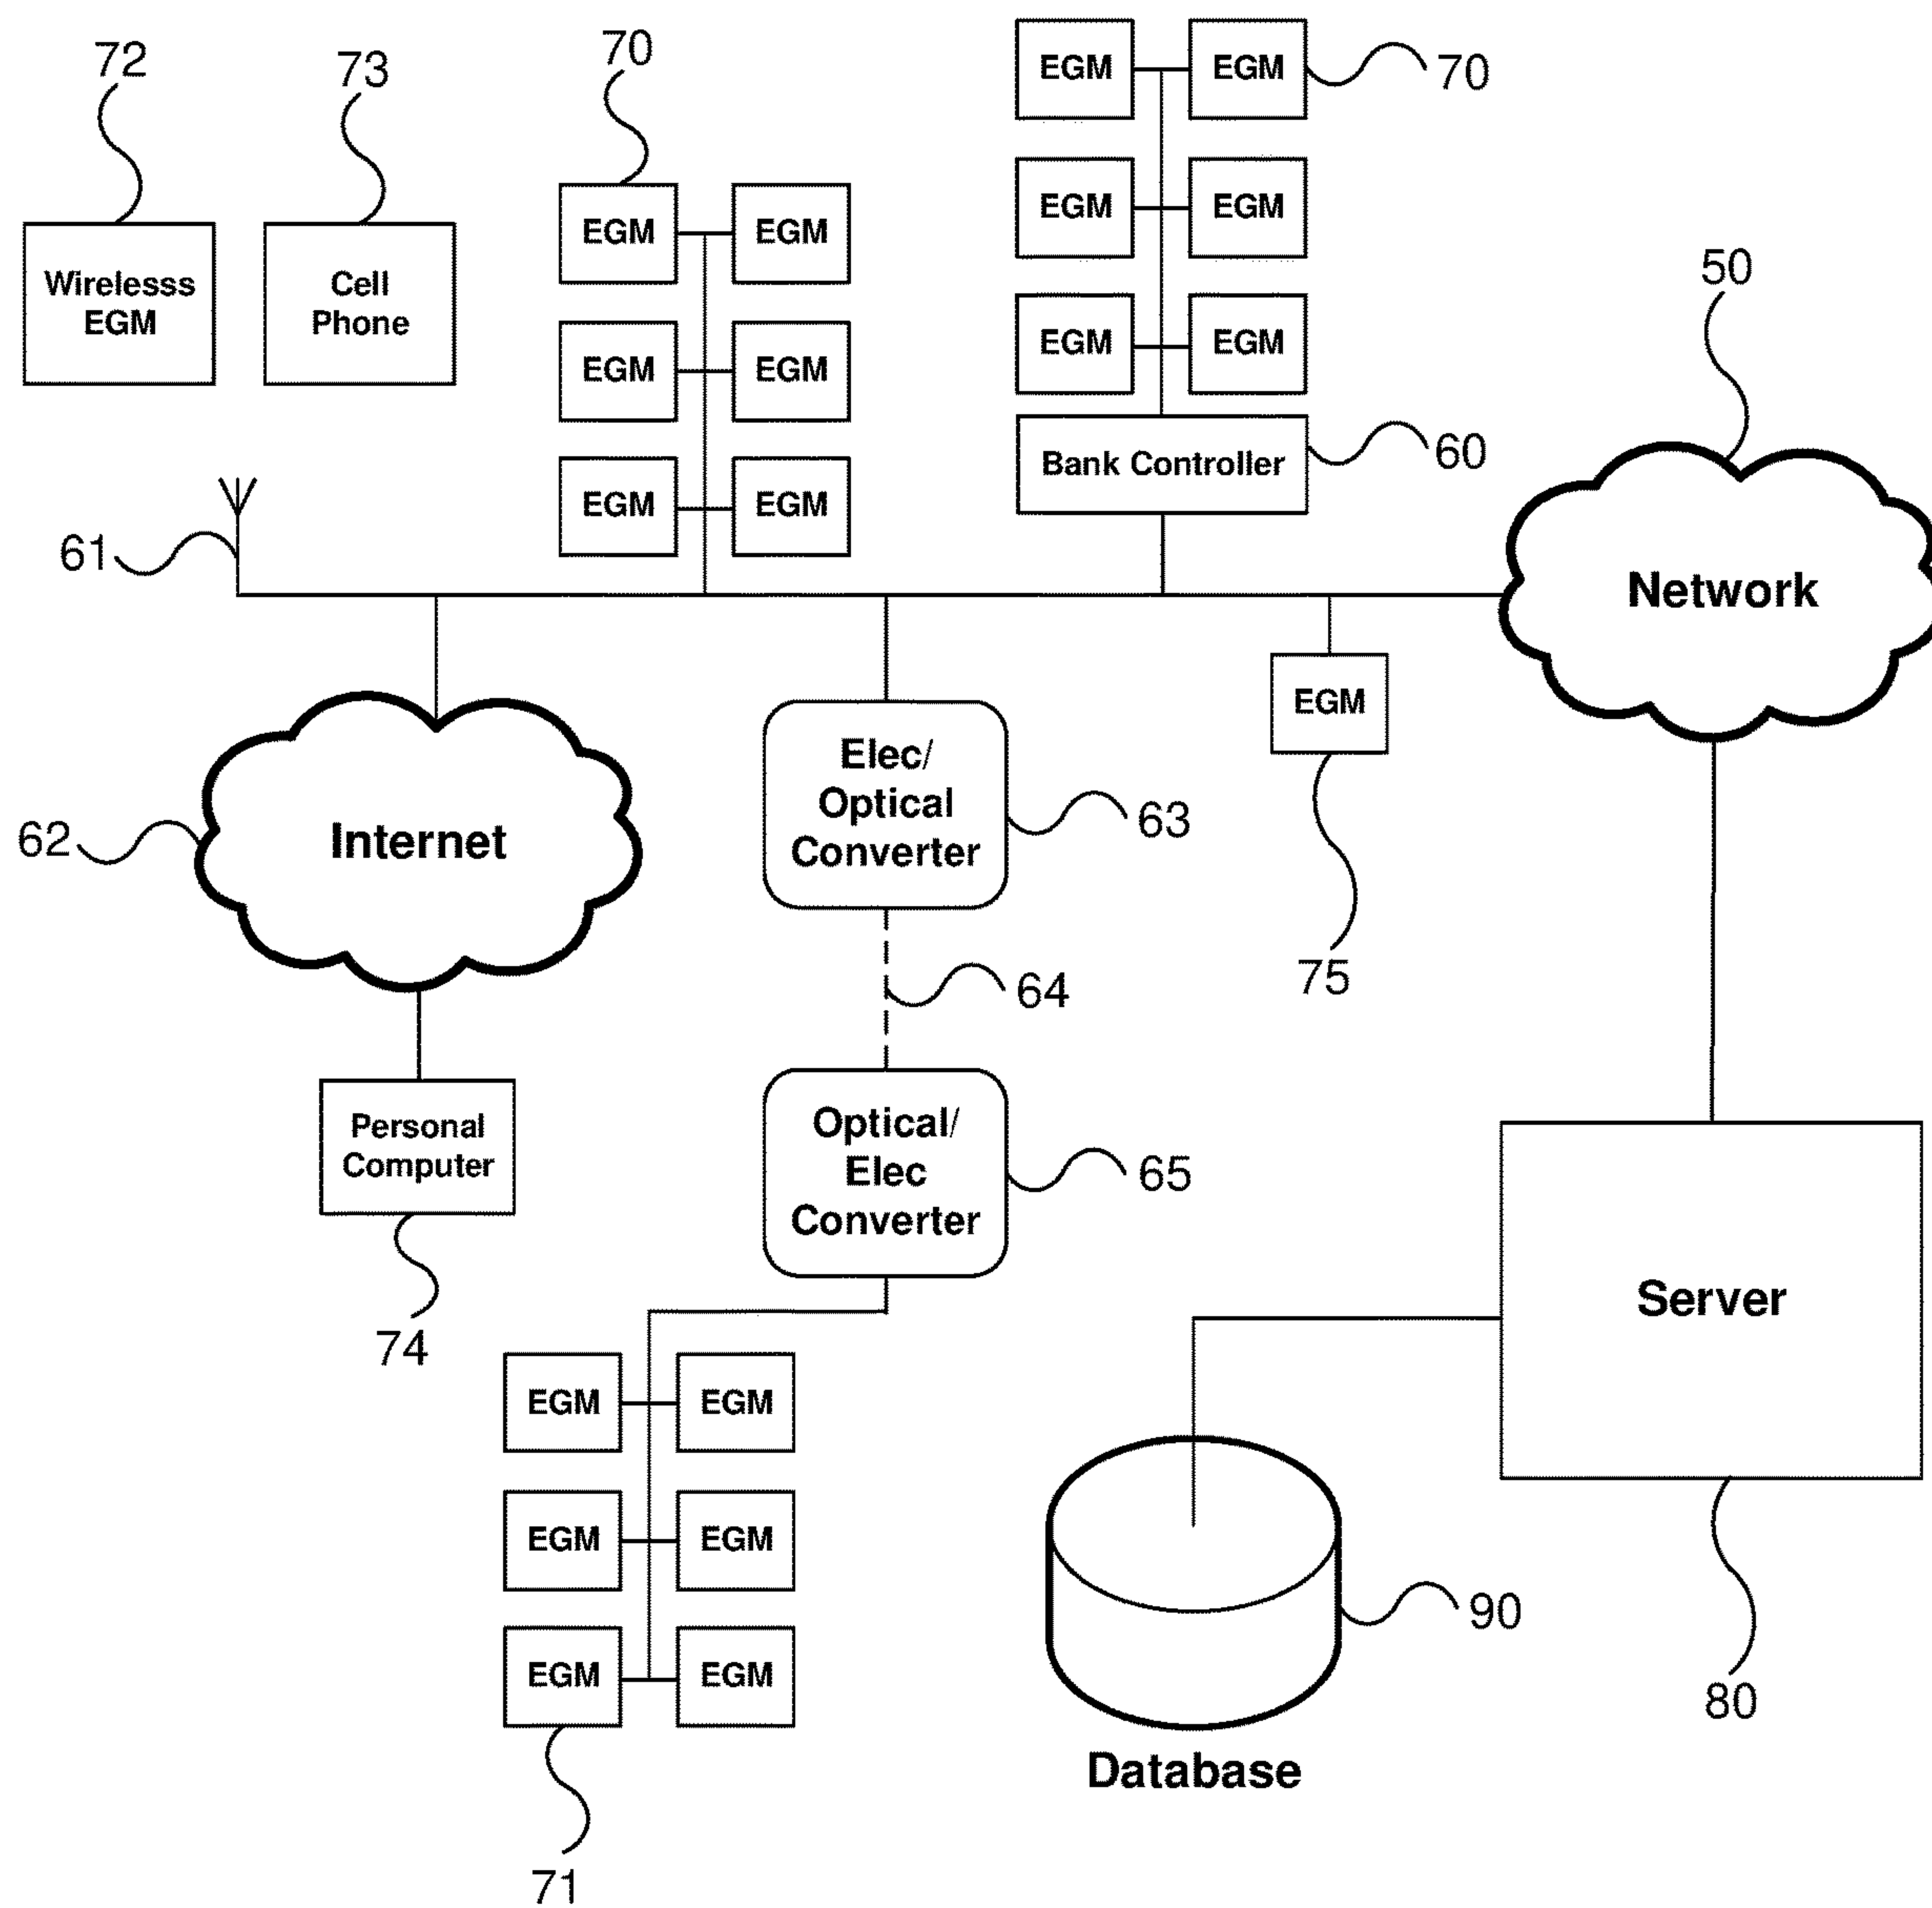 72
73
70
EGM EGM
70
Wirelesss
EGM
Cell
Phone
EGM EGM
EGM EGM
EGM EGM
EGM EGM
EGM EGM
Bank Controller
60
50
61
Network
EGM
75
Internet
62
Elec/
Optical
Converter
63
64
Personal
Computer
74
Optical/
Elec
Converter
65
Server
80
EGM EGM
EGM EGM
EGM EGM
71
90
Database